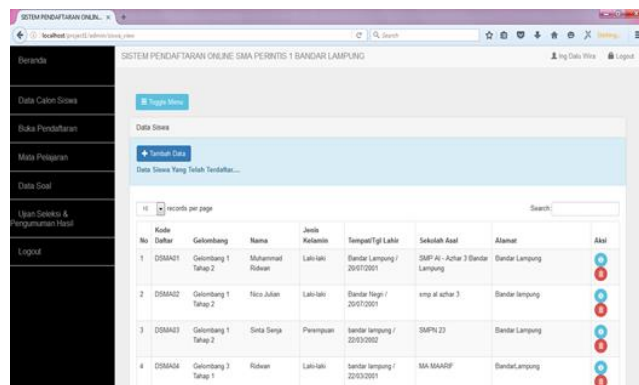 SISTEM PENDAFTARAN ONLIN...
localhost/project1/admin/siswa_view
Search
Beranda
SISTEM PENDAFTARAN ONLINE SMA PERINTIS 1 BANDAR LAMPUNG
Ing Dalu Wira
Logout
Data Calon Siswa
Buka Pendaftaran
Mata Pelajaran
Data Soal
Ujian Seleksi &
Pengumuman Hasil
Logout
Toggle Menu
Data Siswa
Tambah Data
Data Siswa Yang Telah Terdaftar....
10 records per page
Search:
No Kode Daftar Gelombang Nama Jenis Kelamin Tempat/Tgl Lahir Sekolah Asal Alamat Aksi
1 DSMA01 Gelombang 1 Tahap 2 Muhammad Ridwan Laki-laki Bandar Lampung / 20/07/2001 SMP Al - Azhar 3 Bandar Lampung Bandar Lampung
2 DSMA02 Gelombang 1 Tahap 2 Nico Julian Laki-laki Bandar Negri / 20/07/2001 smp al azhar 3 Bandar lampung
3 DSMA03 Gelombang 1 Tahap 2 Sinta Senja Perempuan bandar lampung / 22/03/2002 SMPN 23 Bandar Lampung
4 DSMA04 Gelombang 3 Tahap 1 Ridwan Laki-laki bandar lampung / 22/03/2001 MA MAARIF BandarLampung